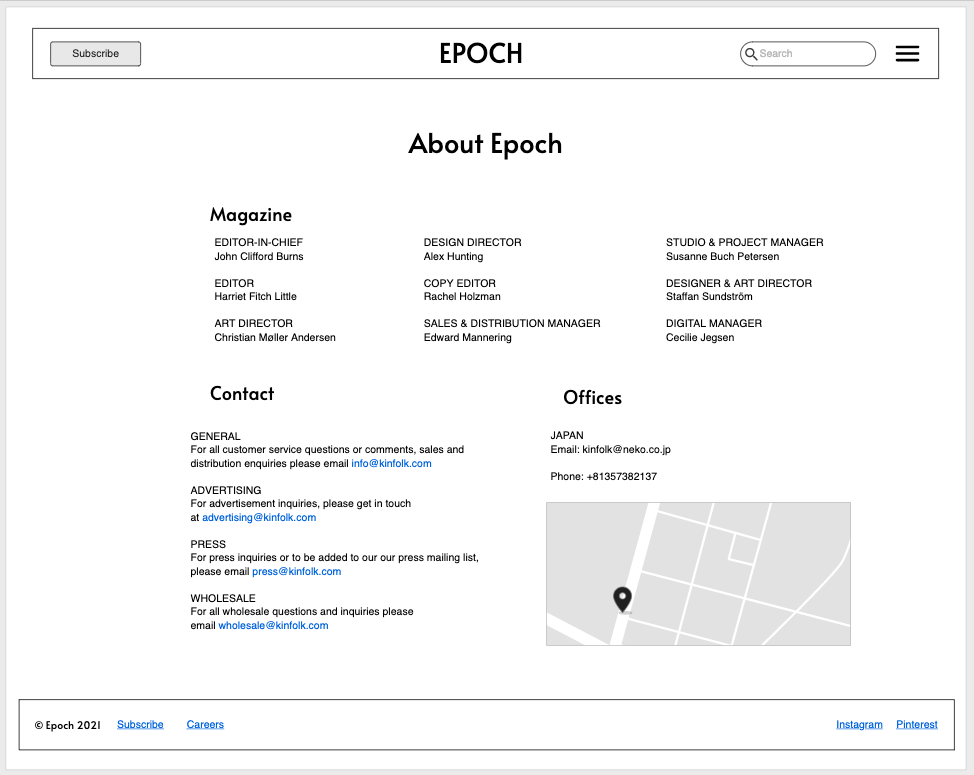 Subscribe
EPOCH
Search
About Epoch
Magazine
EDITOR-IN-CHIEF
John Clifford Burns
EDITOR
Harriet Fitch Little
ART DIRECTOR
Christian Møller Andersen
DESIGN DIRECTOR
Alex Hunting
COPY EDITOR
Rachel Holzman
SALES & DISTRIBUTION MANAGER
Edward Mannering
STUDIO & PROJECT MANAGER
Susanne Buch Petersen
DESIGNER & ART DIRECTOR
Staffan Sundström
DIGITAL MANAGER
Cecilie Jegsen
Contact
GENERAL
For all customer service questions or comments, sales and
distribution enquiries please email info@kinfolk.com
ADVERTISING
For advertisement inquiries, please get in touch
at advertising@kinfolk.com
PRESS
For press inquiries or to be added to our our press mailing list,
please email press@kinfolk.com
WHOLESALE
For all wholesale questions and inquiries please
email wholesale@kinfolk.com
Offices
JAPAN
Email: kinfolk@neko.co.jp
Phone: +81357382137
© Epoch 2021
Subscribe
Careers
Instagram
Pinterest